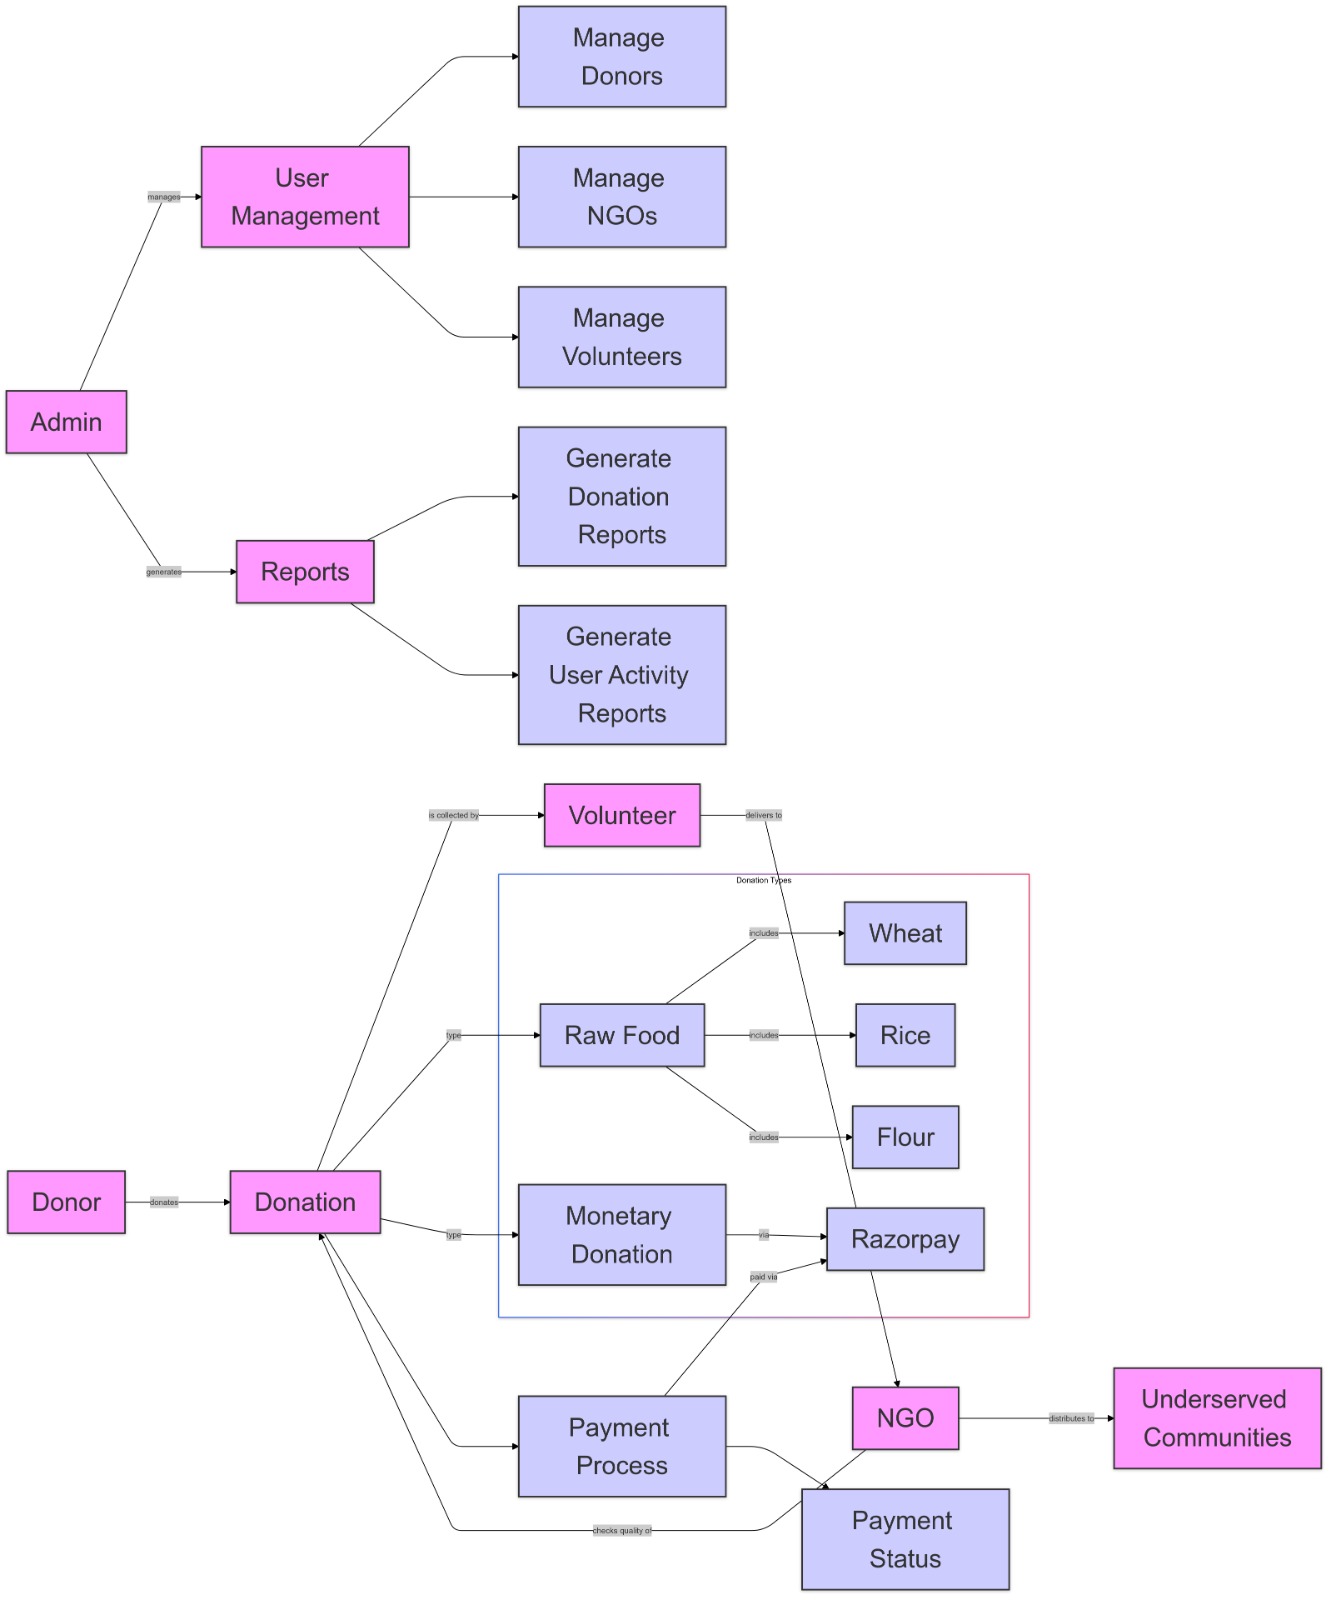 Manage
Donors
User
Management
manages
Manage
NGOs
Manage
Volunteers
Admin
Generate
Donation
Reports
generates
Reports
Generate
User Activity
Reports
is collected by
Volunteer
delivers to
Donation Types
includes
Wheat
type
Raw Food
includes
Rice
includes
Flour
Donor
donates
Donation
type
Monetary
Donation
via
Razorpay
paid via
Payment
Process
NGO
distributes to
Underserved
Communities
checks quality of
Payment
Status